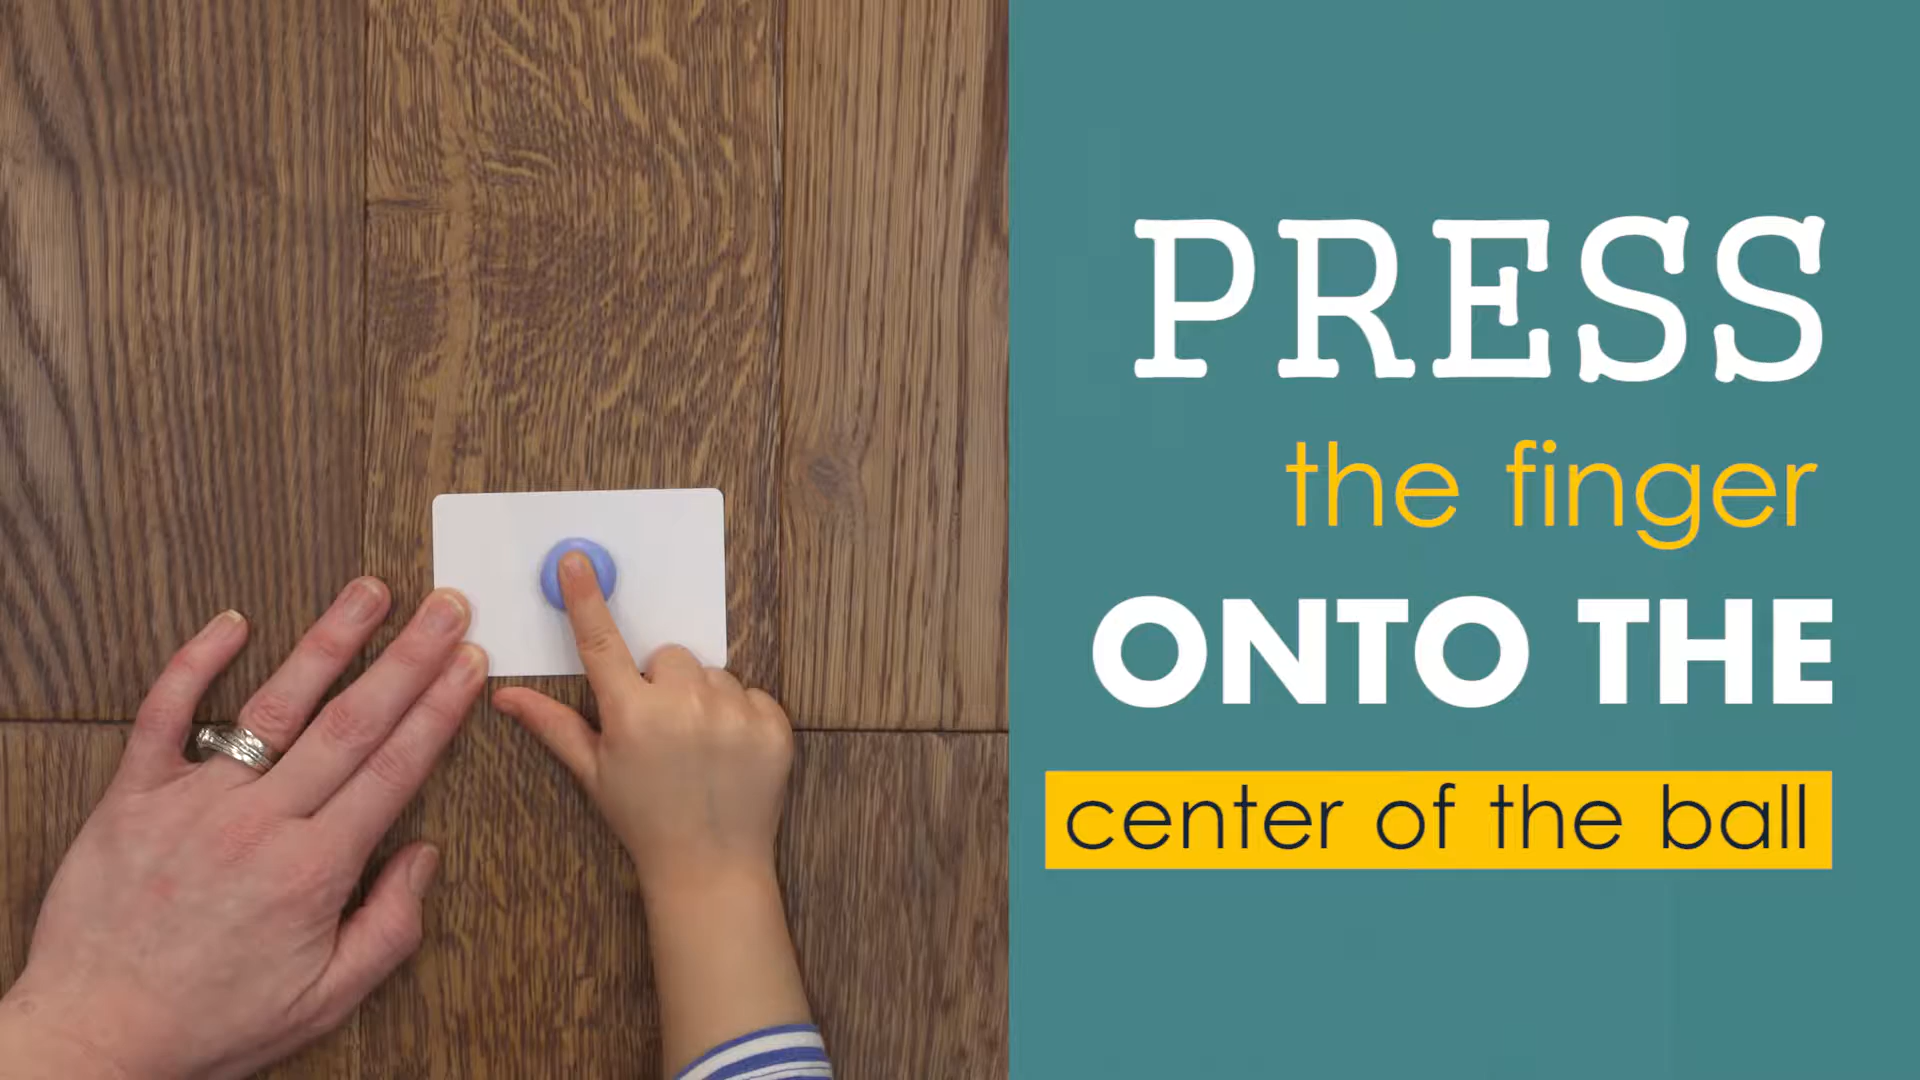 PRESS
the finger
ONTO THE
center of the ball